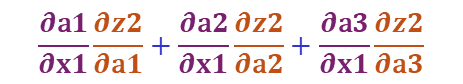 ∂a1/∂x1 ∂z2/∂a1 + ∂a2/∂x1 ∂z2/∂a2 + ∂a3/∂x1 ∂z2/∂a3